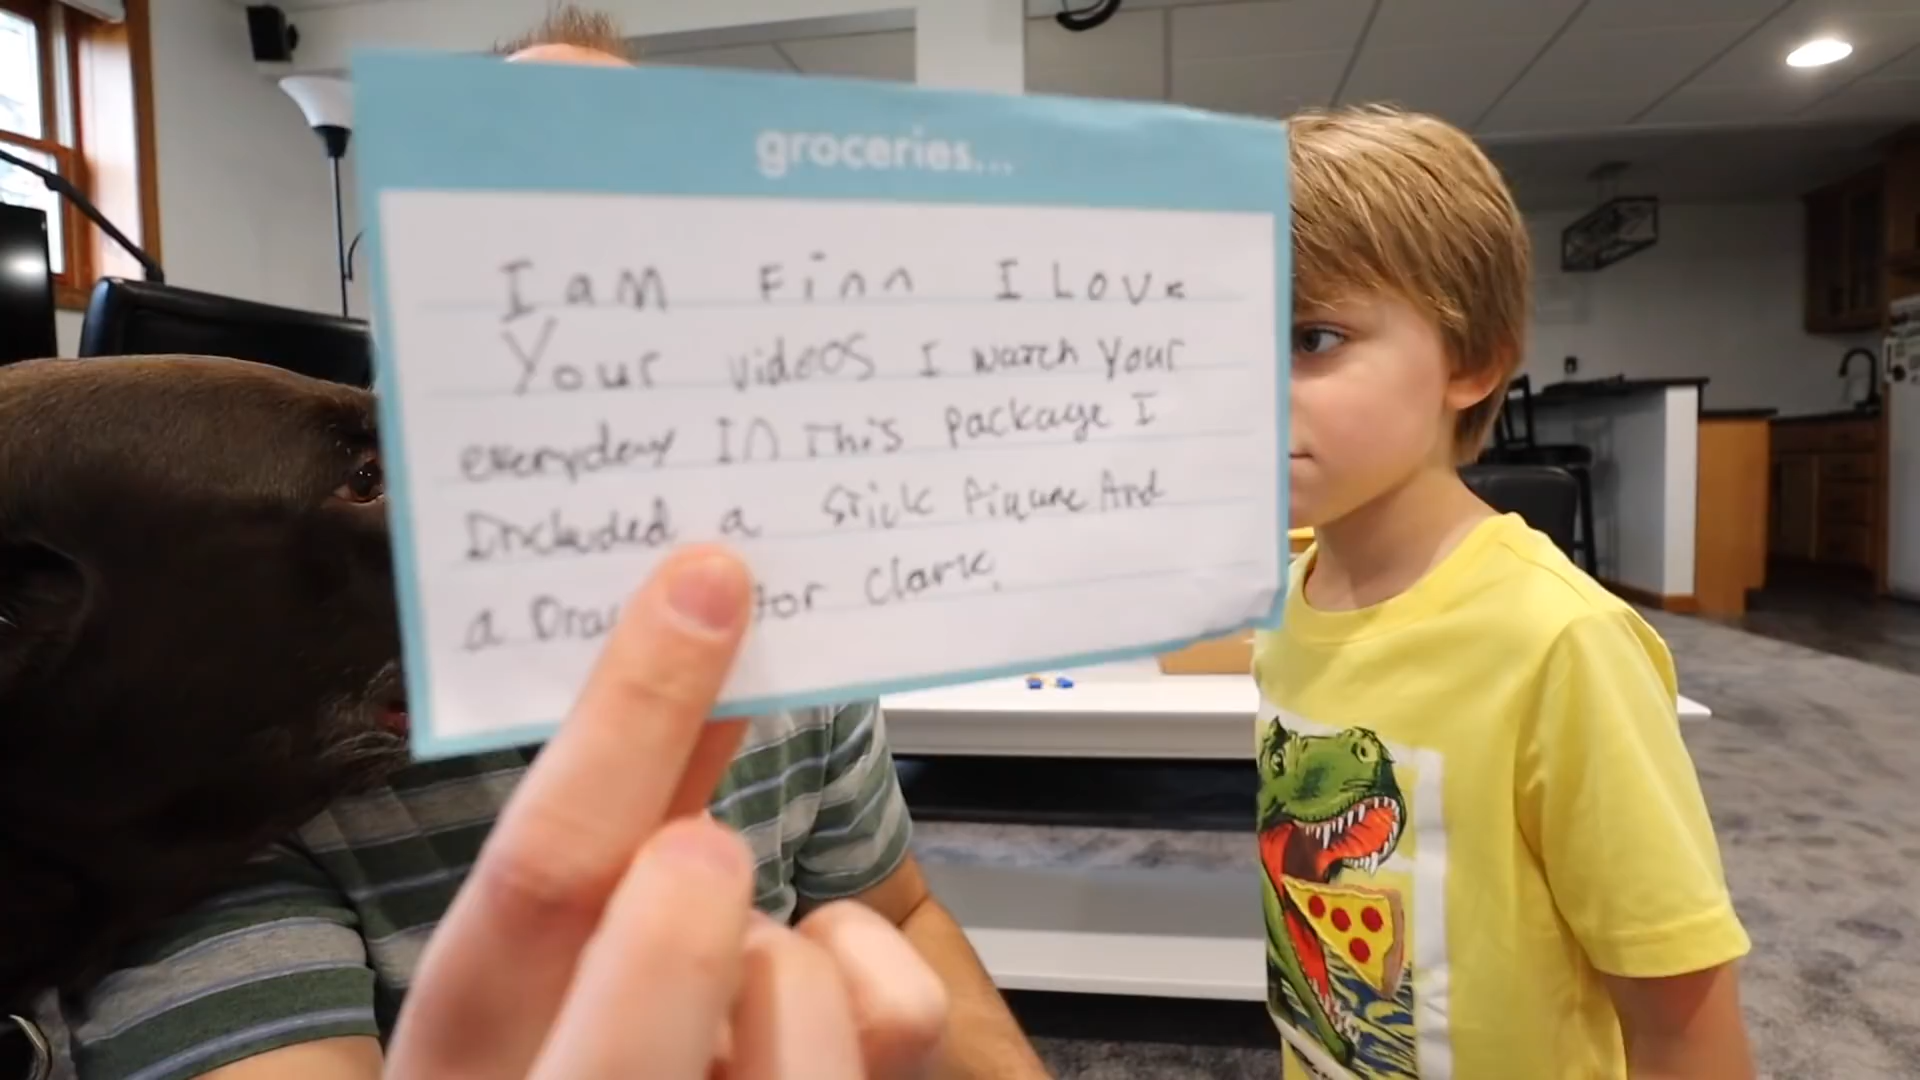 groceries...
I am Finn I Love
Your videos I watch Your
everyday In This package I
Included a stick figure And
a for Clark.